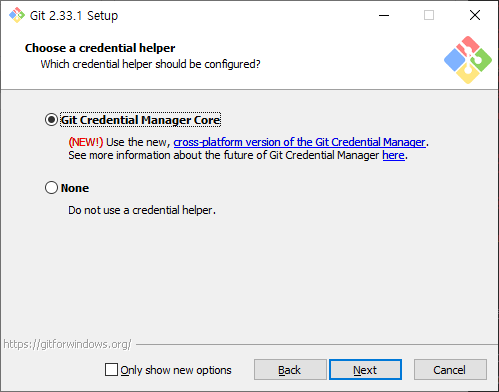 Git 2.33.1 Setup
Choose a credential helper
Which credential helper should be configured?
Git Credential Manager Core
(NEW!) Use the new, cross-platform version of the Git Credential Manager.
See more information about the future of Git Credential Manager here.
None
Do not use a credential helper.
https://gitforwindows.org/
Only show new options
Back
Next
Cancel